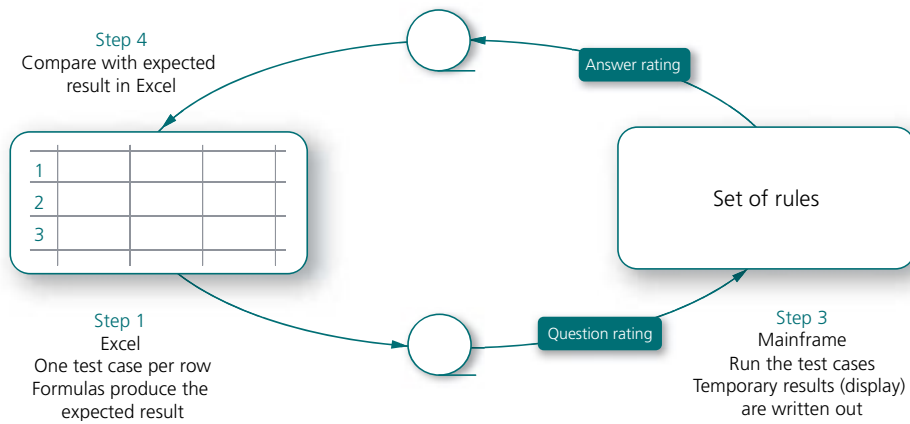 Step 4
Compare with expected
result in Excel
Answer rating
1
2
3
Set of rules
Step 1
Excel
One test case per row
Formulas produce the
expected result
Question rating
Step 3
Mainframe
Run the test cases
Temporary results (display)
are written out